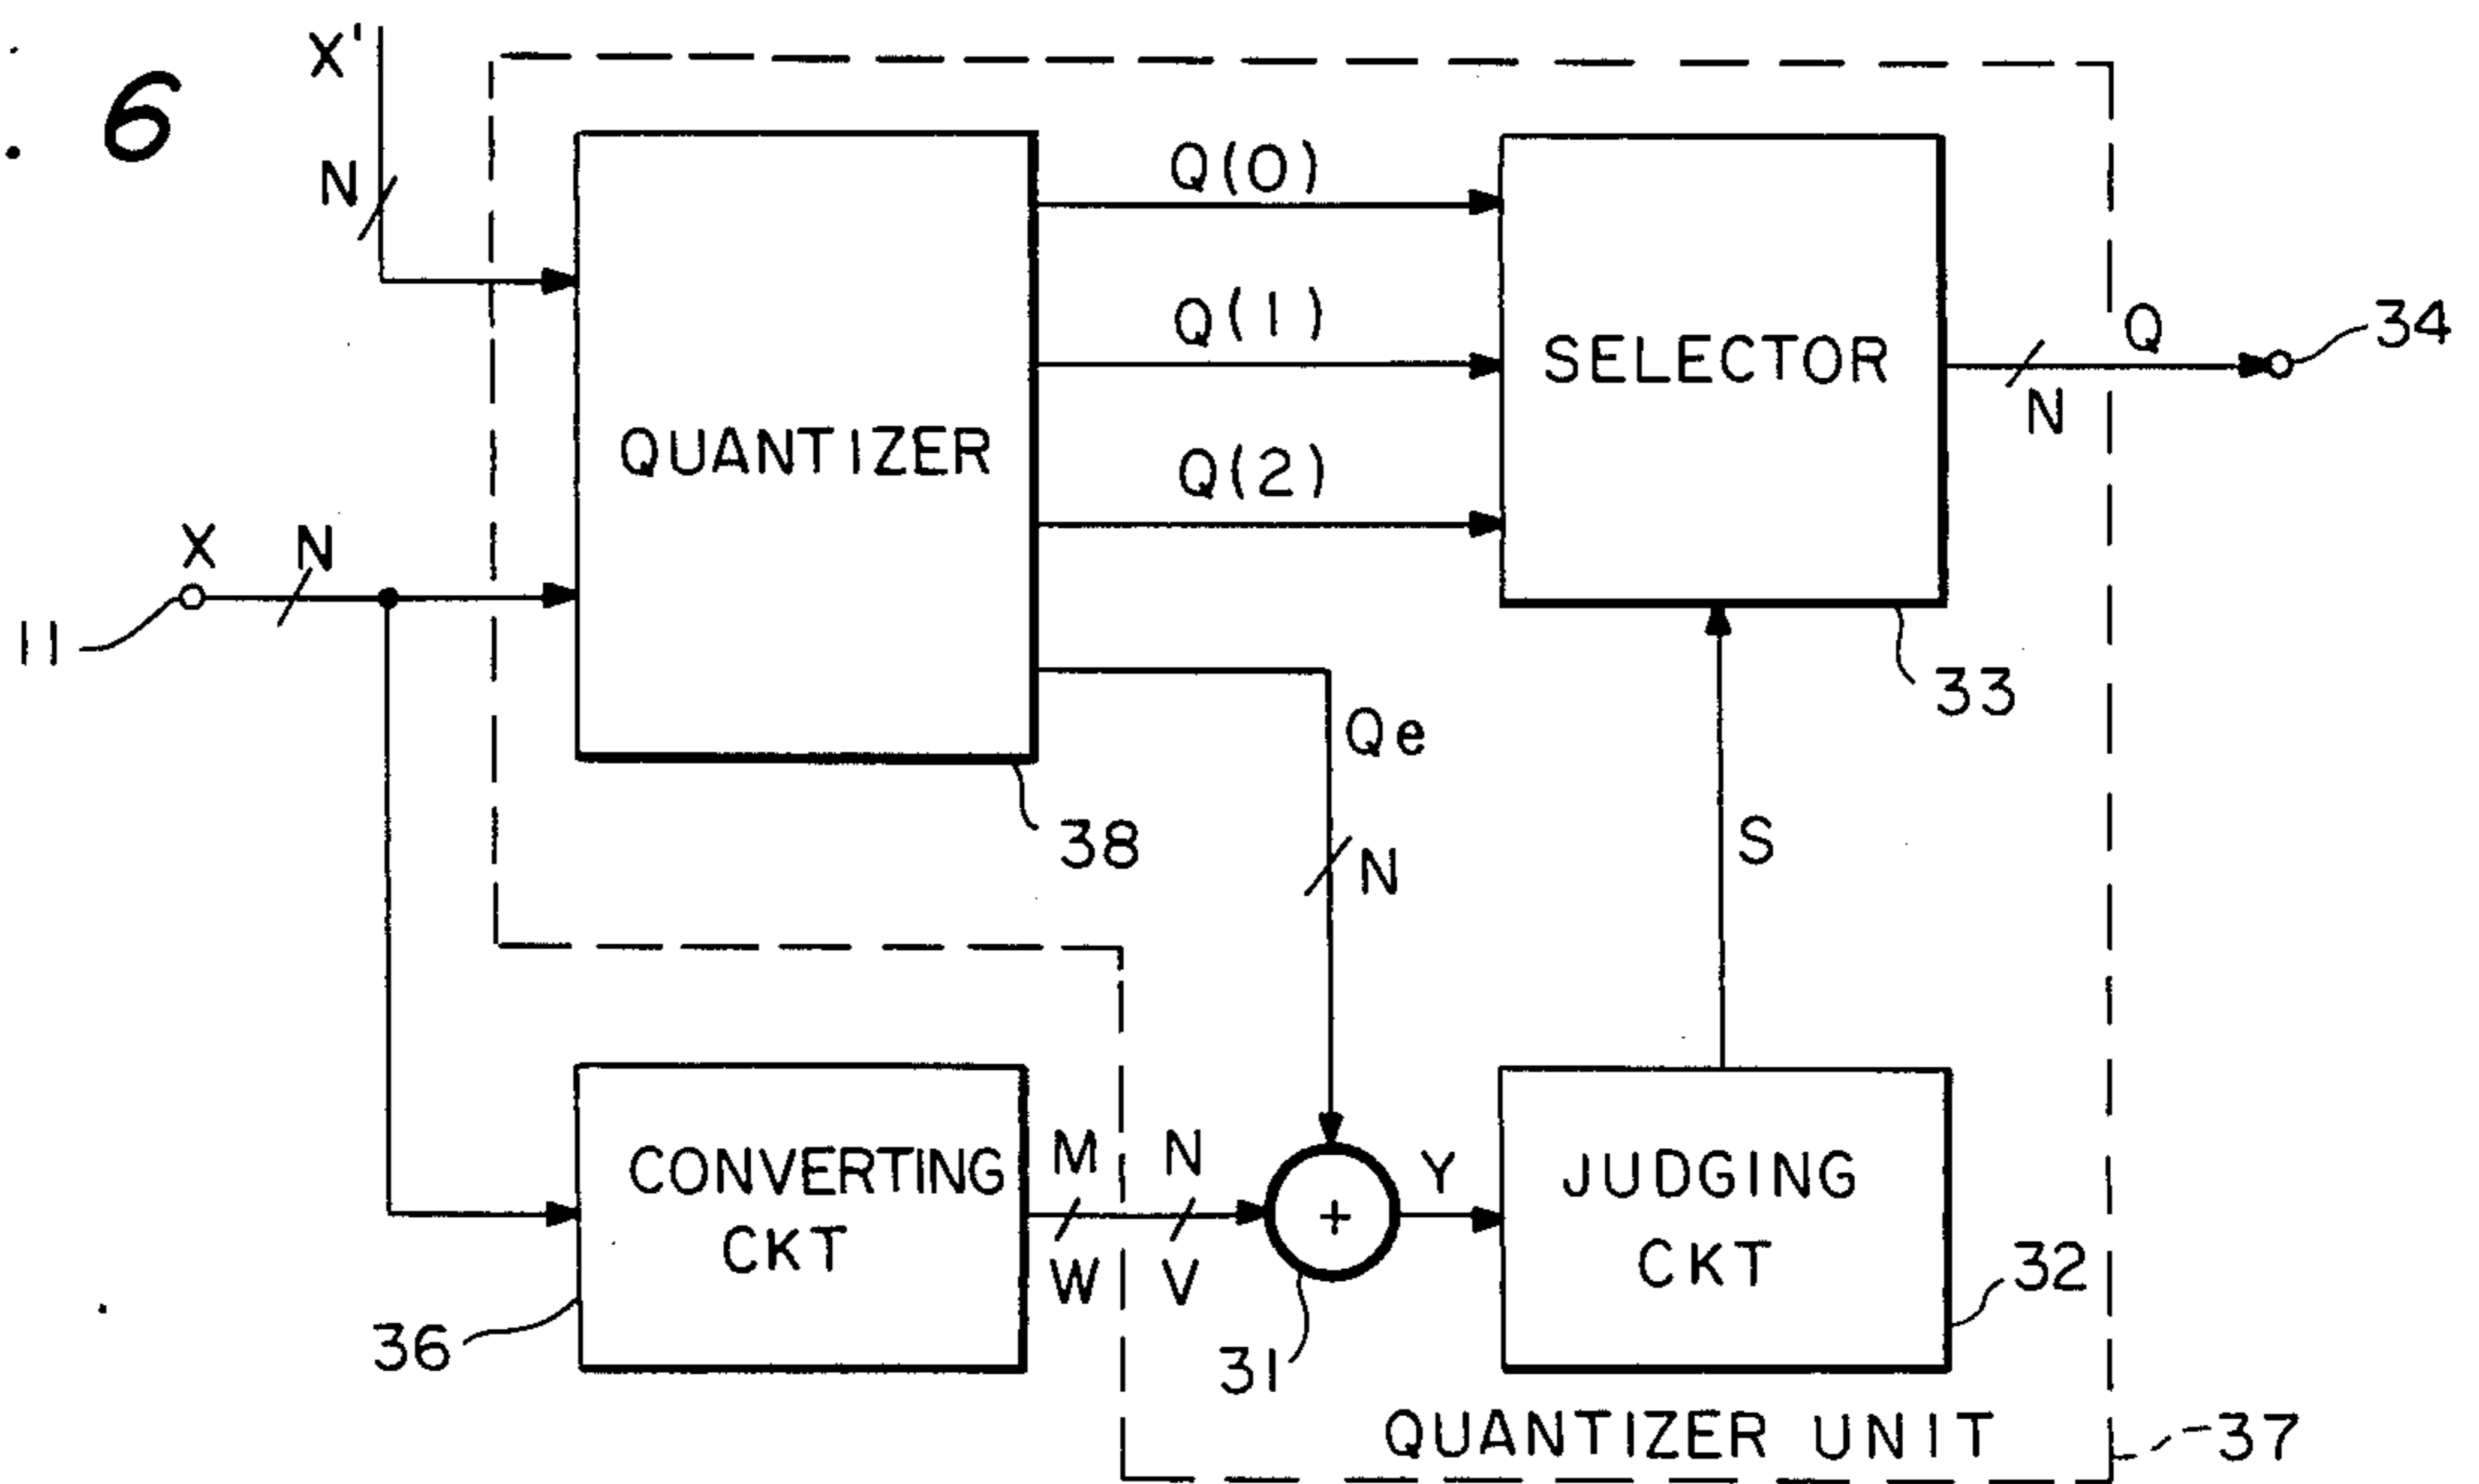 . 6
X'
N
Q(0)
Q(1)
Q(2)
QUANTIZER
SELECTOR
Q
N
34
X
N
11
33
Qe
N
38
S
CONVERTING
CKT
M
N
W
V
+
Y
JUDGING
CKT
36
31
32
QUANTIZER UNIT
37